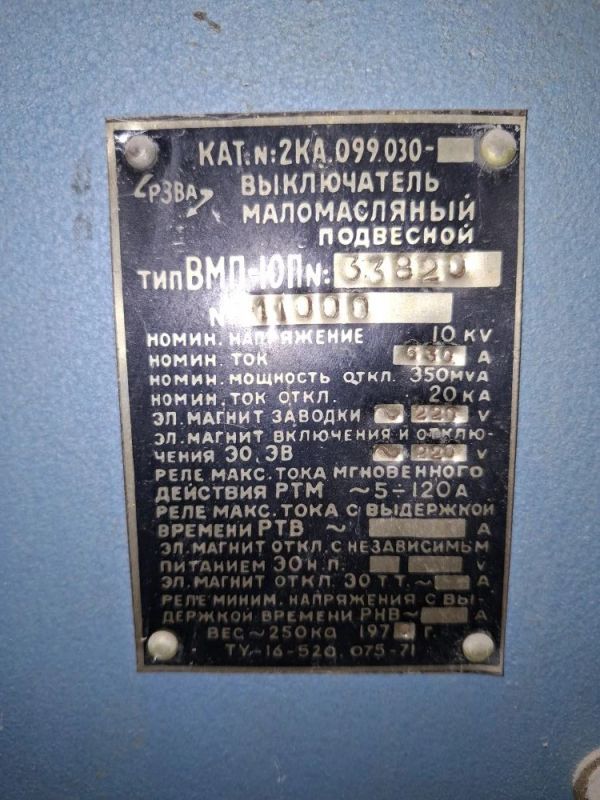 КАТ. N: 2КА.099.030-
РЗВА
ВЫКЛЮЧАТЕЛЬ
МАЛОМАСЛЯНЫЙ
ПОДВЕСНОЙ
ТИП ВМП-10П N: 33820
N 11000
НОМИН. НАПРЯЖЕНИЕ 10 KV
НОМИН. ТОК 630 A
НОМИН. МОЩНОСТЬ ОТКЛ. 350MVA
НОМИН. ТОК ОТКЛ. 20 KA
ЭЛ. МАГНИТ ЗАВОДКИ ~ 220 V
ЭЛ. МАГНИТ ВКЛЮЧЕНИЯ И ОТКЛЮ-
ЧЕНИЯ ЭО, ЭВ ~ 220 V
РЕЛЕ МАКС. ТОКА МГНОВЕННОГО
ДЕЙСТВИЯ РТМ ~5÷120 А
РЕЛЕ МАКС. ТОКА С ВЫДЕРЖКОЙ
ВРЕМЕНИ РТВ ~ А
ЭЛ. МАГНИТ ОТКЛ. С НЕЗАВИСИМЫМ
ПИТАНИЕМ ЭО Н.П. V
ЭЛ. МАГНИТ ОТКЛ. ЭО Т.Т. ~ А
РЕЛЕ МИНИМ. НАПРЯЖЕНИЯ С ВЫ-
ДЕРЖКОЙ ВРЕМЕНИ РНВ ~ А
ВЕС ~ 250 КG 197 Г.
ТУ-16-520.075-71